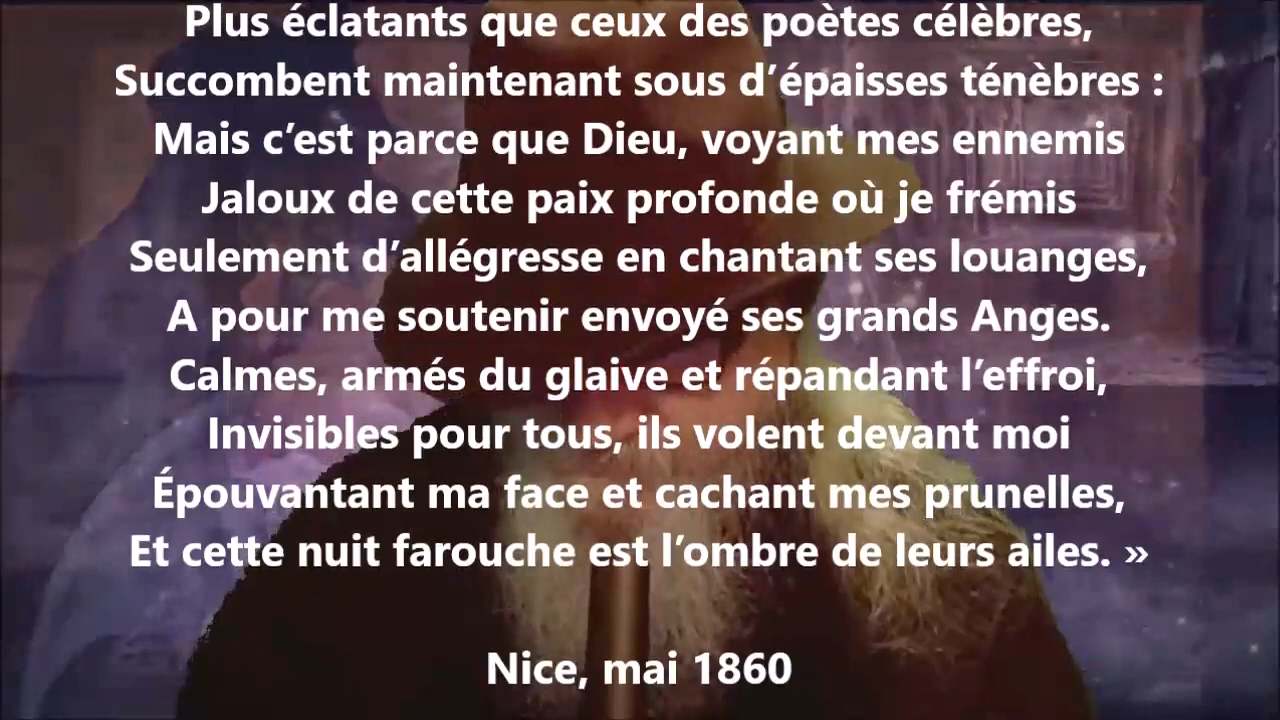 Plus éclatants que ceux des poètes célèbres,
Succombent maintenant sous d’épaisses ténèbres :
Mais c’est parce que Dieu, voyant mes ennemis
Jaloux de cette paix profonde où je frémis
Seulement d’allégresse en chantant ses louanges,
A pour me soutenir envoyé ses grands Anges.
Calmes, armés du glaive et répandant l’effroi,
Invisibles pour tous, ils volent devant moi
Épouvantant ma face et cachant mes prunelles,
Et cette nuit farouche est l’ombre de leurs ailes. »
Nice, mai 1860